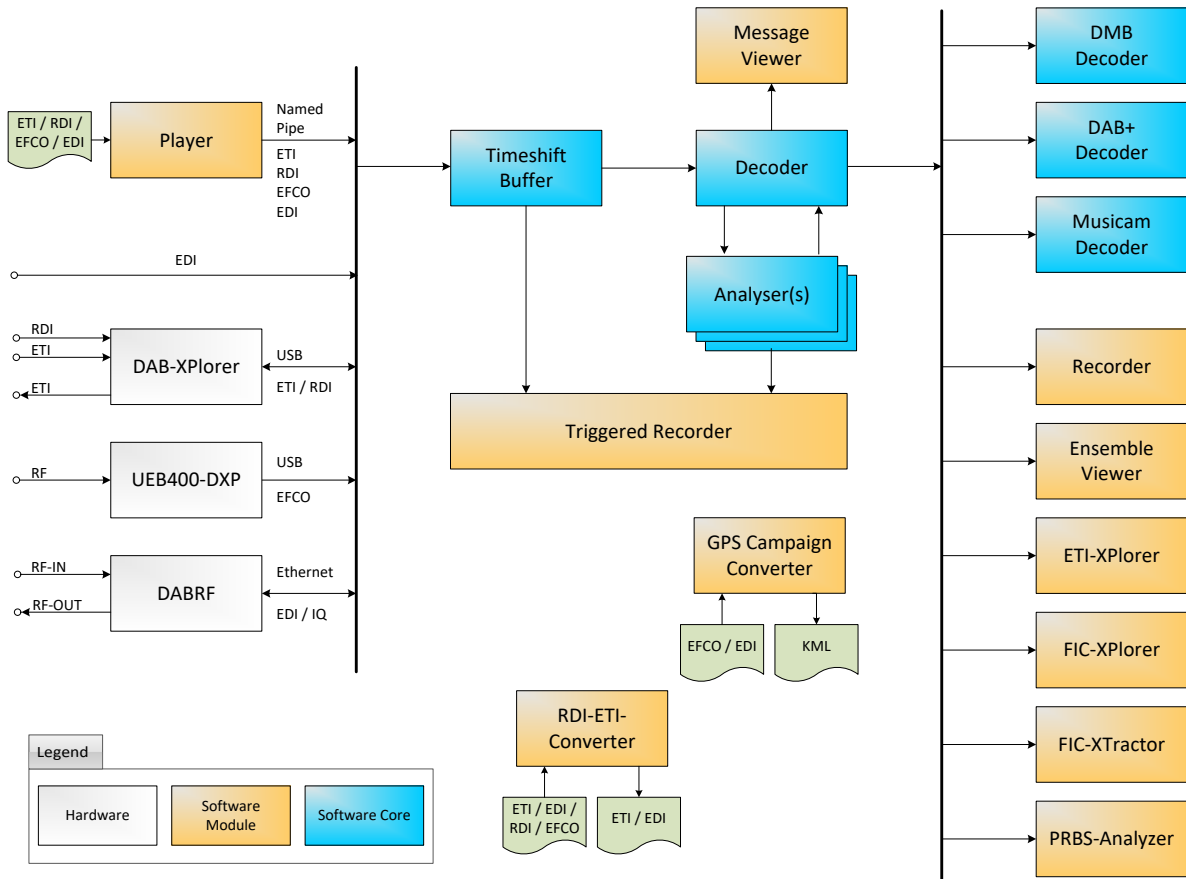 ETI / RDI /
EFCO / EDI
Player
Named
Pipe
ETI
RDI
EFCO
EDI
EDI
RDI
ETI
ETI
DAB-XPlorer
USB
ETI / RDI
RF
UEB400-DXP
USB
EFCO
RF-IN
RF-OUT
DABRF
Ethernet
EDI / IQ
Timeshift
Buffer
Message
Viewer
Decoder
Analyser(s)
Triggered Recorder
GPS Campaign
Converter
EFCO / EDI
KML
RDI-ETI-
Converter
ETI / EDI /
RDI / EFCO
ETI / EDI
DMB
Decoder
DAB+
Decoder
Musicam
Decoder
Recorder
Ensemble
Viewer
ETI-XPlorer
FIC-XPlorer
FIC-XTractor
PRBS-Analyzer
Legend
Hardware
Software
Module
Software Core